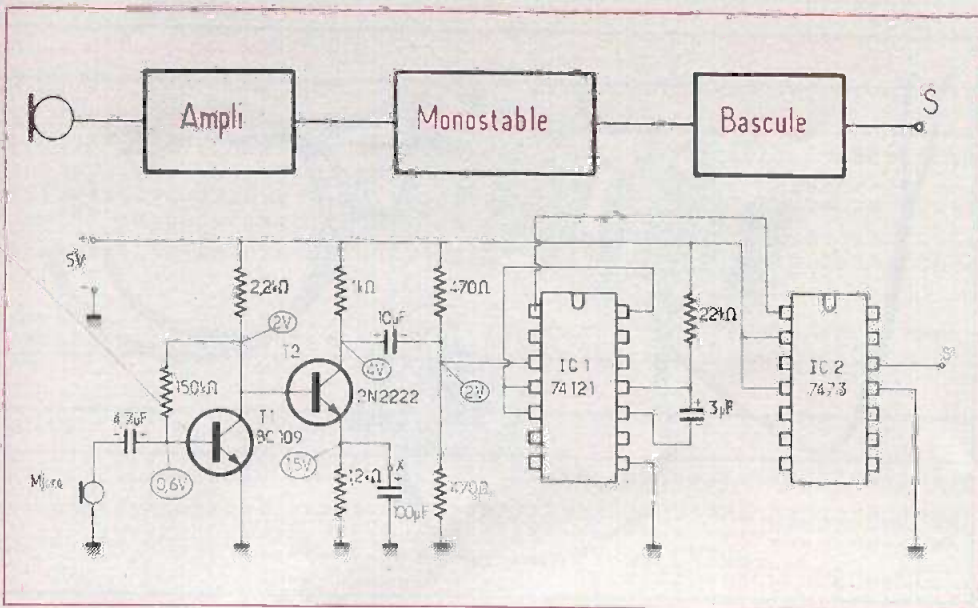 Ampli
Monostable
Bascule
S
5V
2,2kΩ
1kΩ
470Ω
10µF
2V
T2
4V
2N2222
2V
150kΩ
4,7µF
T1
BC109
0,6V
Micro
1,5V
1,2kΩ
X
100µF
470Ω
IC 1
74121
22kΩ
3µF
IC 2
7473
S